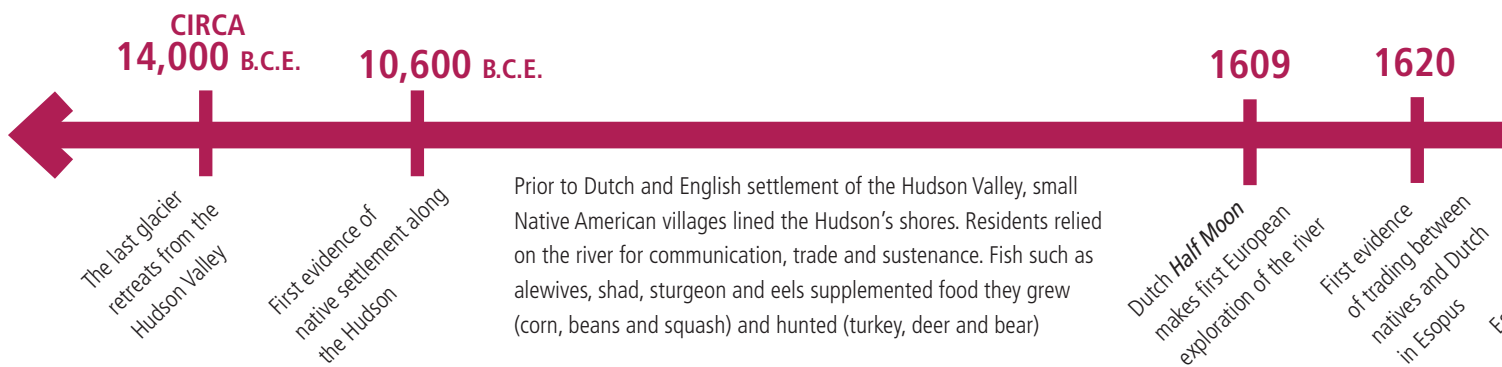 CIRCA
14,000 B.C.E.
The last glacier
retreats from the
Hudson Valley
10,600 B.C.E.
First evidence of
native settlement along
the Hudson
Prior to Dutch and English settlement of the Hudson Valley, small
Native American villages lined the Hudson’s shores. Residents relied
on the river for communication, trade and sustenance. Fish such as
alewives, shad, sturgeon and eels supplemented food they grew
(corn, beans and squash) and hunted (turkey, deer and bear)
1609
Dutch Half Moon
makes first European
exploration of the river
1620
First evidence
of trading between
natives and Dutch
in Esopus